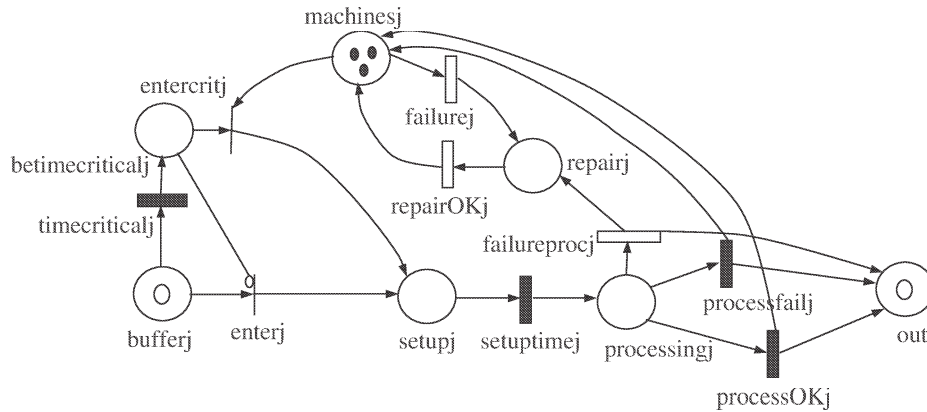 machinesj
entercritj
failurej
betimecriticalj
repairj
timecriticalj
repairOKj
failureprocj
processfailj
bufferj
enterj
setupj
setuptimej
processingj
out
processOKj